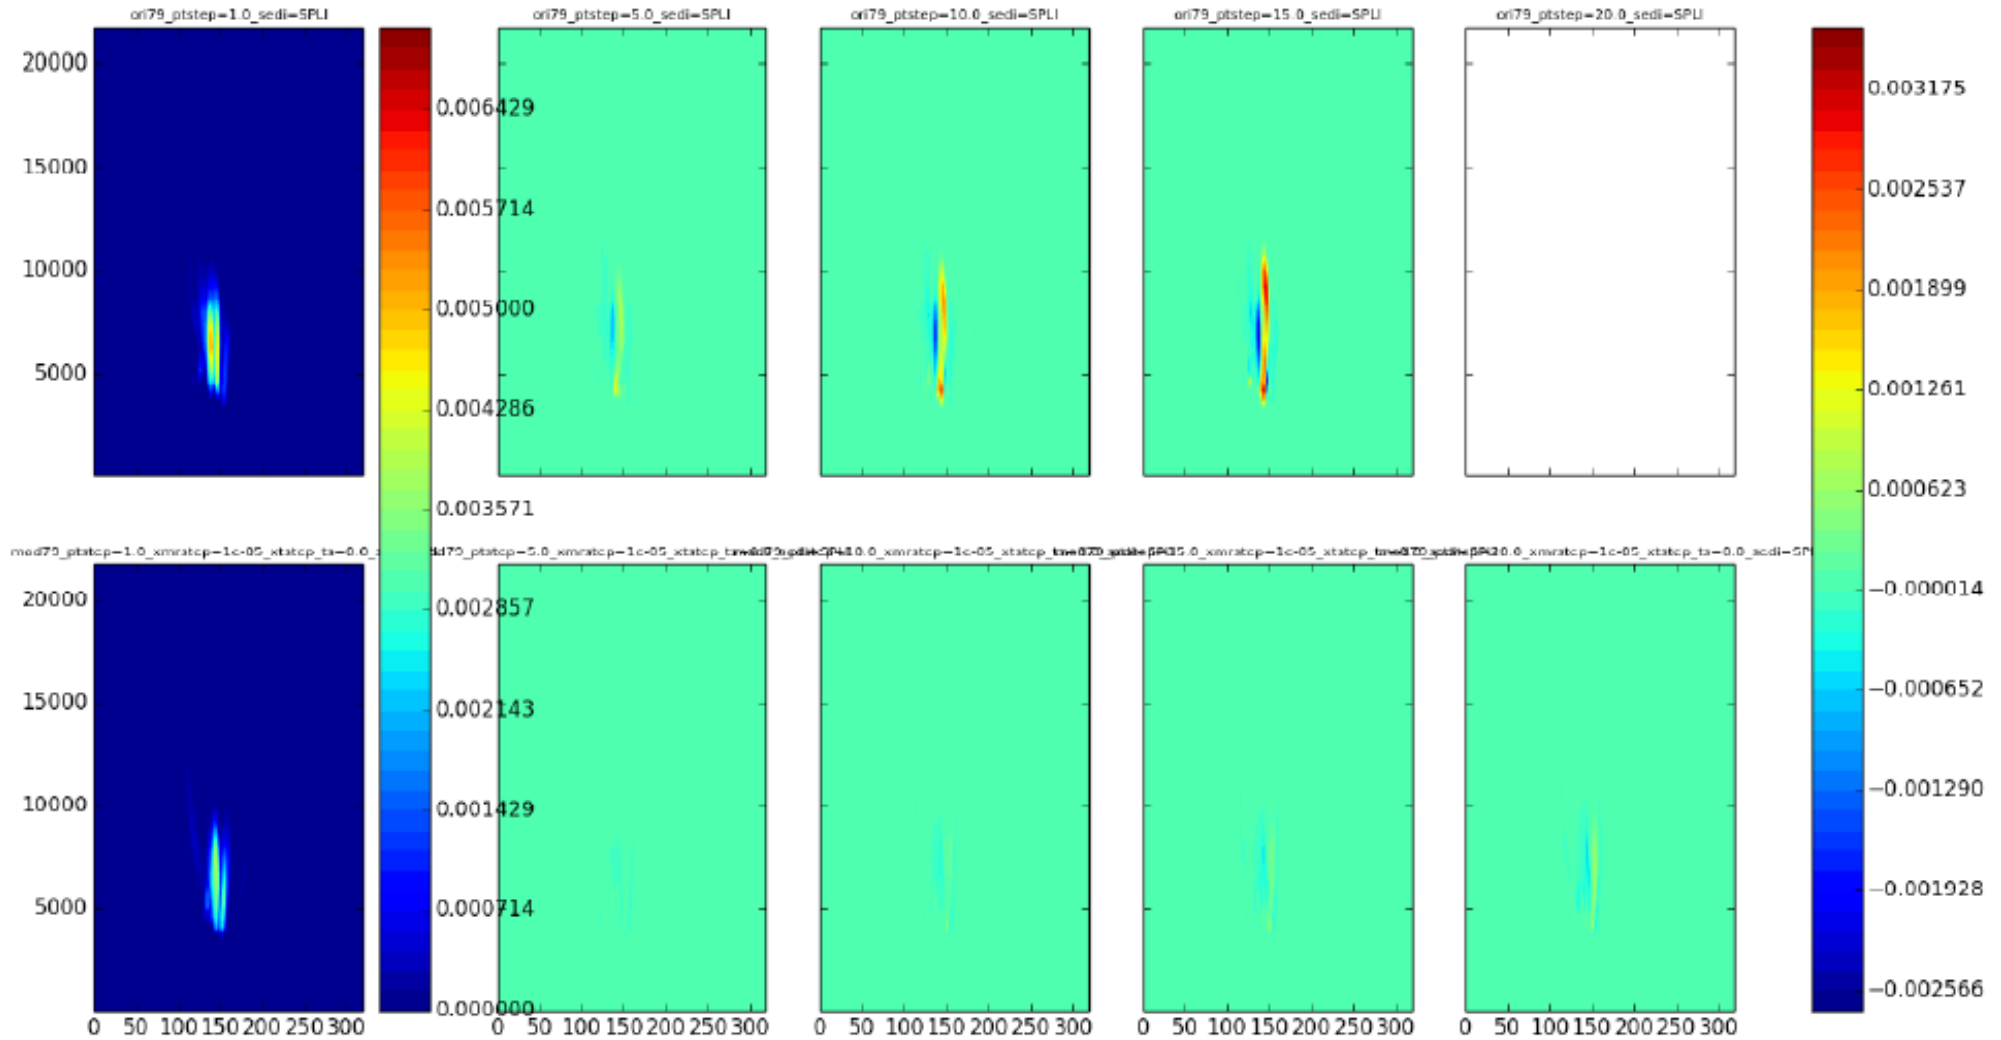 ori79_ptstep=1.0_sedi=SPLI
ori79_ptstep=5.0_sedi=SPLI
ori79_ptstep=10.0_sedi=SPLI
ori79_ptstep=15.0_sedi=SPLI
ori79_ptstep=20.0_sedi=SPLI
20000
15000
10000
5000
0.006429
0.005714
0.005000
0.004286
0.003571
0.002857
0.002143
0.001429
0.000714
0.000000
0.003175
0.002537
0.001899
0.001261
0.000623
−0.000014
−0.000652
−0.001290
−0.001928
−0.002566
20000
15000
10000
5000
0 50 100 150 200 250 300
0 50 100 150 200 250 300
0 50 100 150 200 250 300
0 50 100 150 200 250 300
0 50 100 150 200 250 300